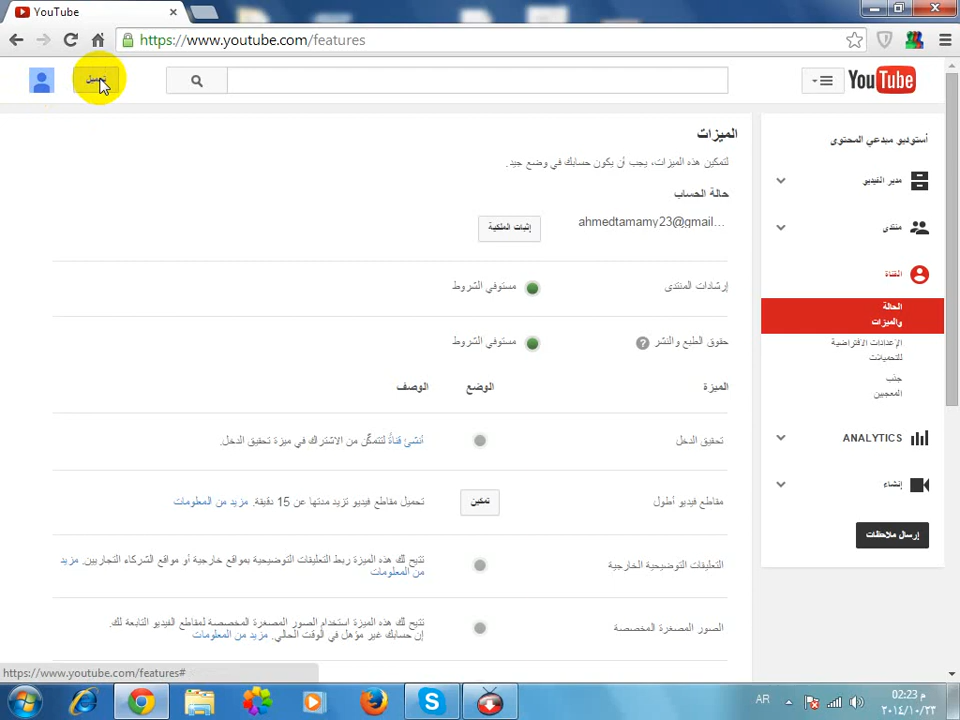 YouTube
https://www.youtube.com/features
تحميل
YouTube
الميزات
لتمكين هذه الميزات، يجب أن يكون حسابك في وضع جيد.
حالة الحساب
ahmedtamamy23@gmail...
إثبات الملكية
إرشادات المنتدى
مستوفي الشروط
حقوق الطبع والنشر ?
مستوفي الشروط
الميزة
الوضع
الوصف
تحقيق الدخل
أنشئ قناةً لتتمكّن من الاشتراك في ميزة تحقيق الدخل.
مقاطع فيديو أطول
تمكين
تحميل مقاطع فيديو تزيد مدتها عن 15 دقيقة. مزيد من المعلومات
التعليقات التوضيحية الخارجية
تتيح لك هذه الميزة ربط التعليقات التوضيحية بمواقع خارجية أو مواقع الشركاء التجاريين. مزيد
من المعلومات
الصور المصغرة المخصصة
تتيح لك هذه الميزة استخدام الصور المصغرة المخصصة لمقاطع الفيديو التابعة لك.
إن حسابك غير مؤهل في الوقت الحالي. مزيد من المعلومات
أستوديو مبدعي المحتوى
مدير الفيديو
منتدى
القناة
الحالة
والميزات
الإعدادات الافتراضية
للتحميلات
جذب
المعجبين
ANALYTICS
إنشاء
إرسال ملاحظات
https://www.youtube.com/features#
AR
02:23 م
٢٠١٤/١٠/٢٣